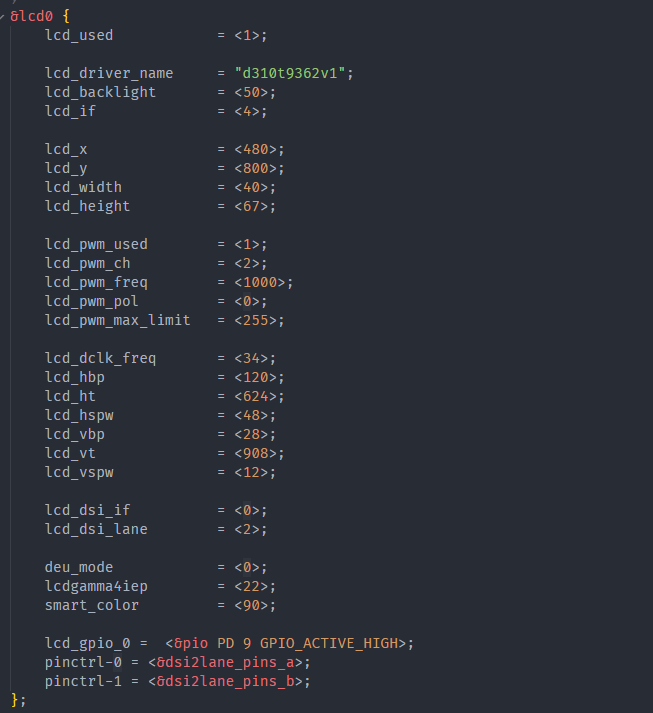 &lcd0 {
lcd_used = <1>;
lcd_driver_name = "d310t9362v1";
lcd_backlight = <50>;
lcd_if = <4>;
lcd_x = <480>;
lcd_y = <800>;
lcd_width = <40>;
lcd_height = <67>;
lcd_pwm_used = <1>;
lcd_pwm_ch = <2>;
lcd_pwm_freq = <1000>;
lcd_pwm_pol = <0>;
lcd_pwm_max_limit = <255>;
lcd_dclk_freq = <34>;
lcd_hbp = <120>;
lcd_ht = <624>;
lcd_hspw = <48>;
lcd_vbp = <28>;
lcd_vt = <908>;
lcd_vspw = <12>;
lcd_dsi_if = <0>;
lcd_dsi_lane = <2>;
deu_mode = <0>;
lcdgamma4iep = <22>;
smart_color = <90>;
lcd_gpio_0 = <&pio PD 9 GPIO_ACTIVE_HIGH>;
pinctrl-0 = <&dsi2lane_pins_a>;
pinctrl-1 = <&dsi2lane_pins_b>;
};